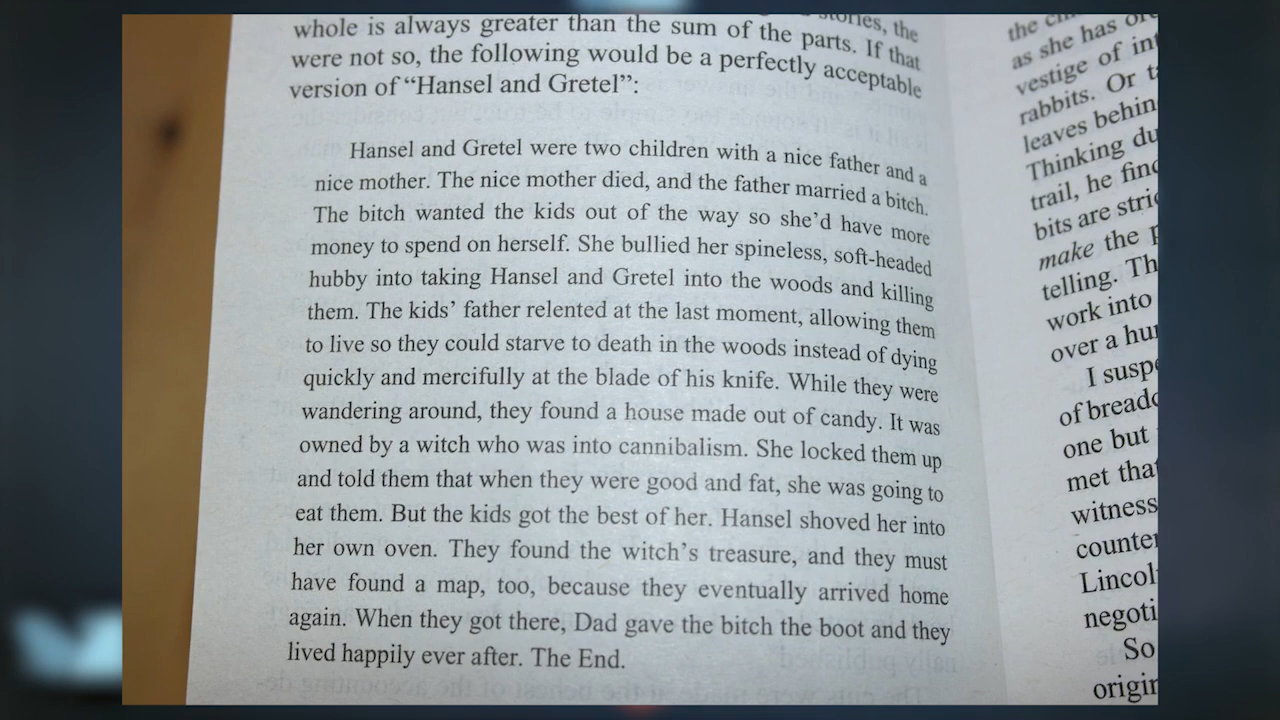 stories, the
whole is always greater than the sum of the parts. If that
were not so, the following would be a perfectly acceptable
version of “Hansel and Gretel”:
Hansel and Gretel were two children with a nice father and a
nice mother. The nice mother died, and the father married a bitch.
The bitch wanted the kids out of the way so she’d have more
money to spend on herself. She bullied her spineless, soft-headed
hubby into taking Hansel and Gretel into the woods and killing
them. The kids’ father relented at the last moment, allowing them
to live so they could starve to death in the woods instead of dying
quickly and mercifully at the blade of his knife. While they were
wandering around, they found a house made out of candy. It was
owned by a witch who was into cannibalism. She locked them up
and told them that when they were good and fat, she was going to
eat them. But the kids got the best of her. Hansel shoved her into
her own oven. They found the witch’s treasure, and they must
have found a map, too, because they eventually arrived home
again. When they got there, Dad gave the bitch the boot and they
lived happily ever after. The End.
the
as she has
vestige of
rabbits. Or
leaves
Thinking
trail, he
bits are
make the
telling.
work into
over a
I
of
one but
met
witness
So